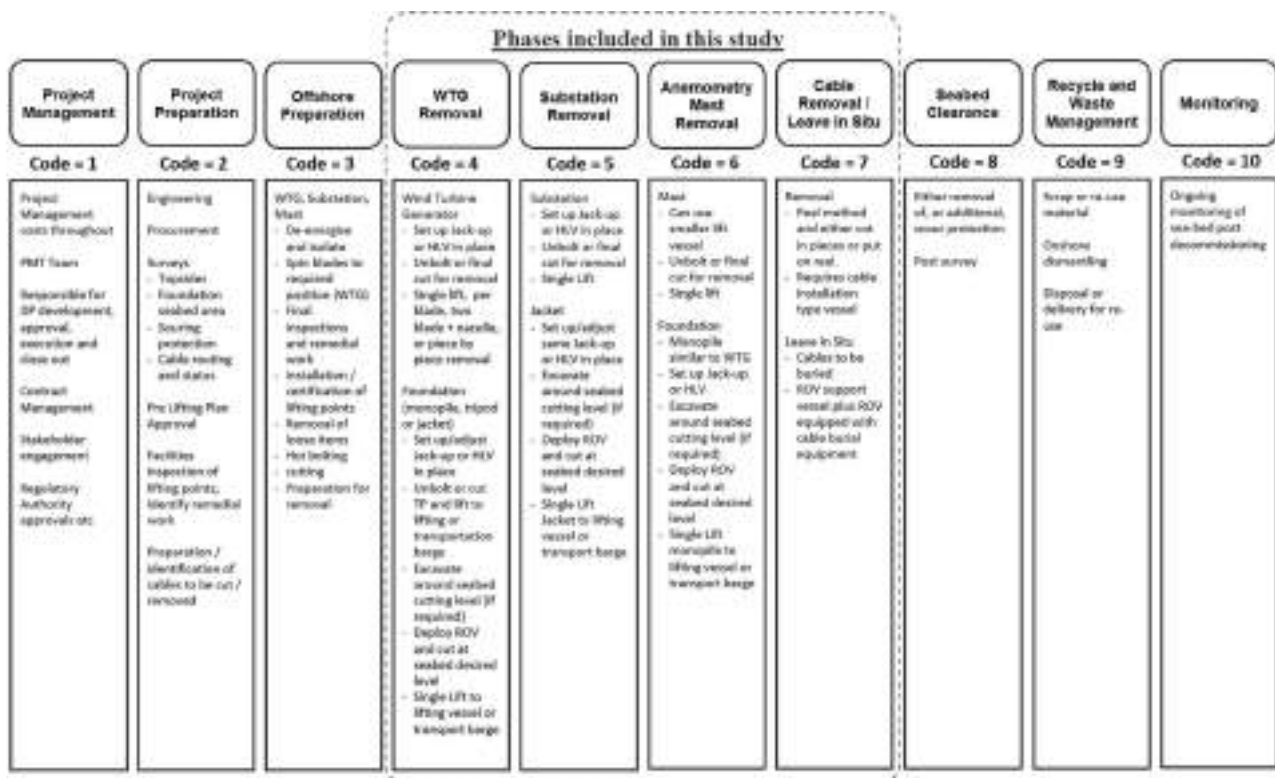 Phases included in this study
Project
Management
Code = 1
Project
Management
costs throughout
PMT Team
Responsible for
DP development,
approval,
execution and
close out
Contract
Management
Stakeholder
engagement
Regulatory
Authority
approvals etc
Project
Preparation
Code = 2
Engineering
Procurement
Surveys
- Topsides
- Foundation
seabed area
- Scouring
protection
- Cable routing
and status
Pre Lifting Plan
Approval
Facilities
Inspection of
lifting points,
identify remedial
work
Preparation /
identification of
cables to be cut /
removed
Offshore
Preparation
Code = 3
WTG, Substation,
Mast
- De-energise
and isolate
- Spin blades to
required
position (WTG)
- Final
inspections
and remedial
work
- Installation /
certification of
lifting points
- Removal of
loose items
- Hot bolting
- cutting
- Preparation for
removal
WTG
Removal
Code = 4
Wind Turbine
Generator
- Set up Jack-up
or HLV in place
- Unbolt or final
cut for removal
- Single lift, per
blade, two
blade + nacelle,
or piece by
piece removal
Foundation
(monopile, tripod
or jacket)
- Set up/adjust
Jack-up or HLV
in place
- Unbolt or cut
TP and lift to
lifting or
transportation
barge
- Excavate
around seabed
cutting level (if
required)
- Deploy ROV
and cut at
seabed desired
level
- Single Lift to
lifting vessel or
transport barge
Substation
Removal
Code = 5
Substation
- Set up Jack-up
or HLV in place
- Unbolt or final
cut for removal
- Single Lift
Jacket
- Set up/adjust
same Jack-up
or HLV in place
- Excavate
around seabed
cutting level (if
required)
- Deploy ROV
and cut at
seabed desired
level
- Single Lift
Jacket to lifting
vessel or
transport barge
Anemometry
Mast
Removal
Code = 6
Mast
- Can use
smaller lift
vessel
- Unbolt or final
cut for removal
- Single lift
Foundation
- Monopile
similar to WTG
- Set up Jack-up
or HLV
- Excavate
around seabed
cutting level (if
required)
- Deploy ROV
and cut at
seabed desired
level
- Single Lift
monopile to
lifting vessel or
transport barge
Cable
Removal /
Leave in Situ
Code = 7
Removal
- Peel method
and either cut
in pieces or put
on reel.
- Requires cable
installation
type vessel
Leave in Situ
- Cables to be
buried
- ROV support
vessel plus ROV
equipped with
cable burial
equipment
Seabed
Clearance
Code = 8
Either removal
of, or additional,
scour protection
Post survey
Recycle and
Waste
Management
Code = 9
Scrap or re-use
material
Onshore
dismantling
Disposal or
delivery for re-
use
Monitoring
Code = 10
Ongoing
monitoring of
sea-bed post
decommissioning